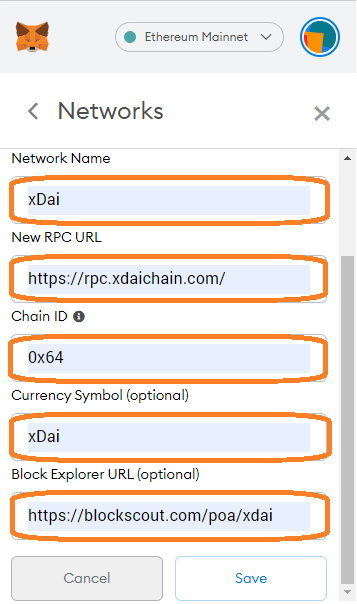 Ethereum Mainnet
Networks
Network Name
xDai
New RPC URL
https://rpc.xdaichain.com/
Chain ID
0x64
Currency Symbol (optional)
xDai
Block Explorer URL (optional)
https://blockscout.com/poa/xdai
Cancel Save